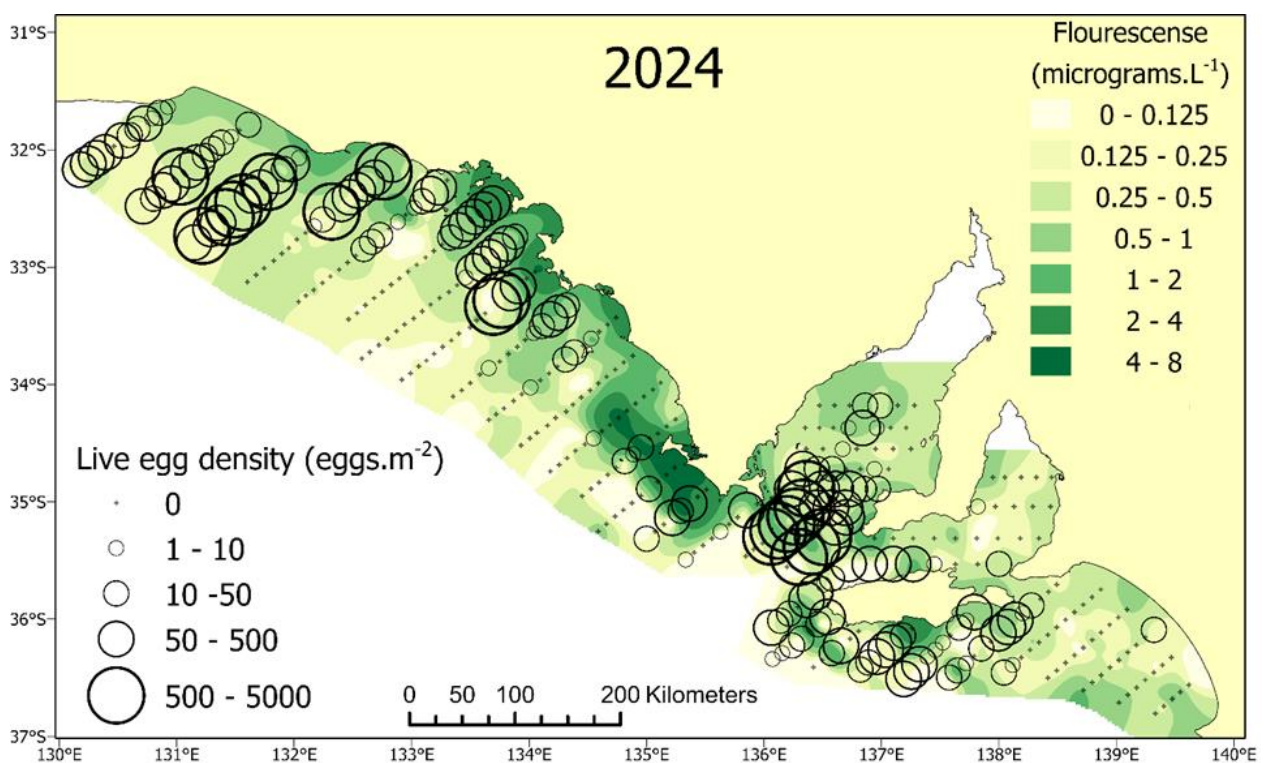 2024
Flourescense
(micrograms.L⁻¹)
0 - 0.125
0.125 - 0.25
0.25 - 0.5
0.5 - 1
1 - 2
2 - 4
4 - 8
31°S
32°S
33°S
34°S
35°S
36°S
37°S
Live egg density (eggs.m⁻²)
0
1 - 10
10 -50
50 - 500
500 - 5000
0 50 100 200 Kilometers
130°E 131°E 132°E 133°E 134°E 135°E 136°E 137°E 138°E 139°E 140°E